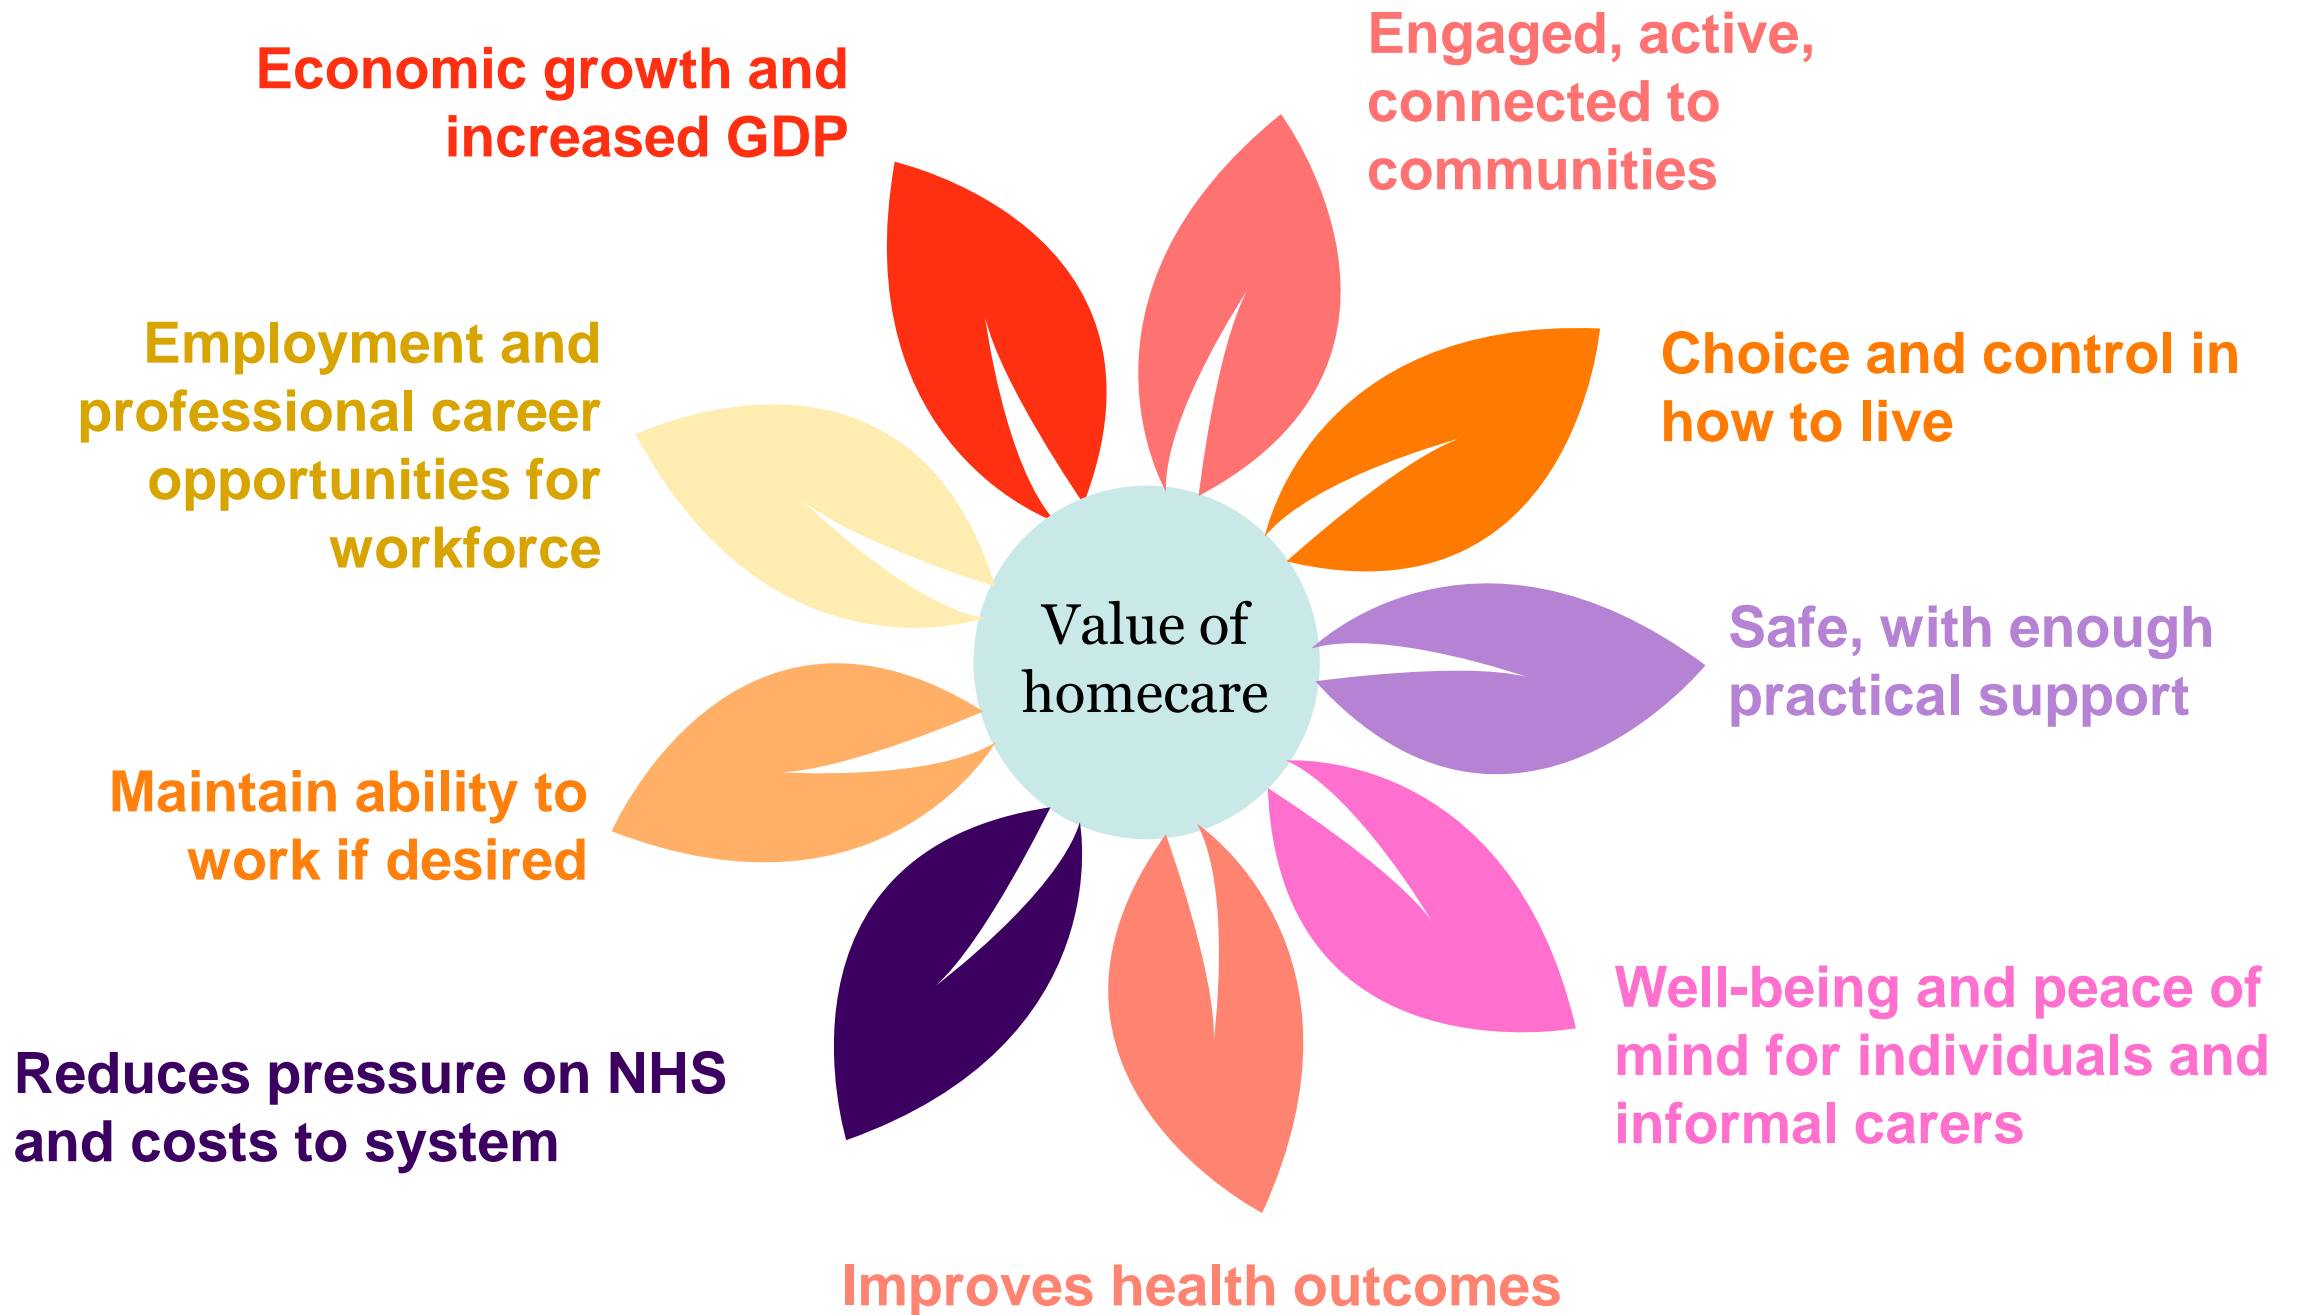 Engaged, active,
connected to
communities
Economic growth and
increased GDP
Choice and control in
how to live
Employment and
professional career
opportunities for
workforce
Value of
homecare
Safe, with enough
practical support
Maintain ability to
work if desired
Well-being and peace of
mind for individuals and
informal carers
Reduces pressure on NHS
and costs to system
Improves health outcomes